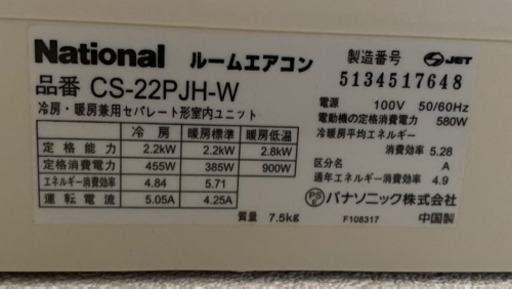 National ルームエアコン
製造番号 JET
5134517648
品番 CS-22PJH-W
冷房・暖房兼用セパレート形室内ユニット
冷房 暖房標準 暖房低温
定格能力 2.2kW 2.2kW 2.8kW
定格消費電力 455W 385W 900W
エネルギー消費効率 4.84 5.71
運転電流 5.05A 4.25A
質量 7.5kg
電源 100V 50/60Hz
電動機の定格消費電力 580W
冷暖房平均エネルギー
消費効率 5.28
区分名 A
通年エネルギー消費効率 4.9
PS E パナソニック株式会社
F108317 中国製